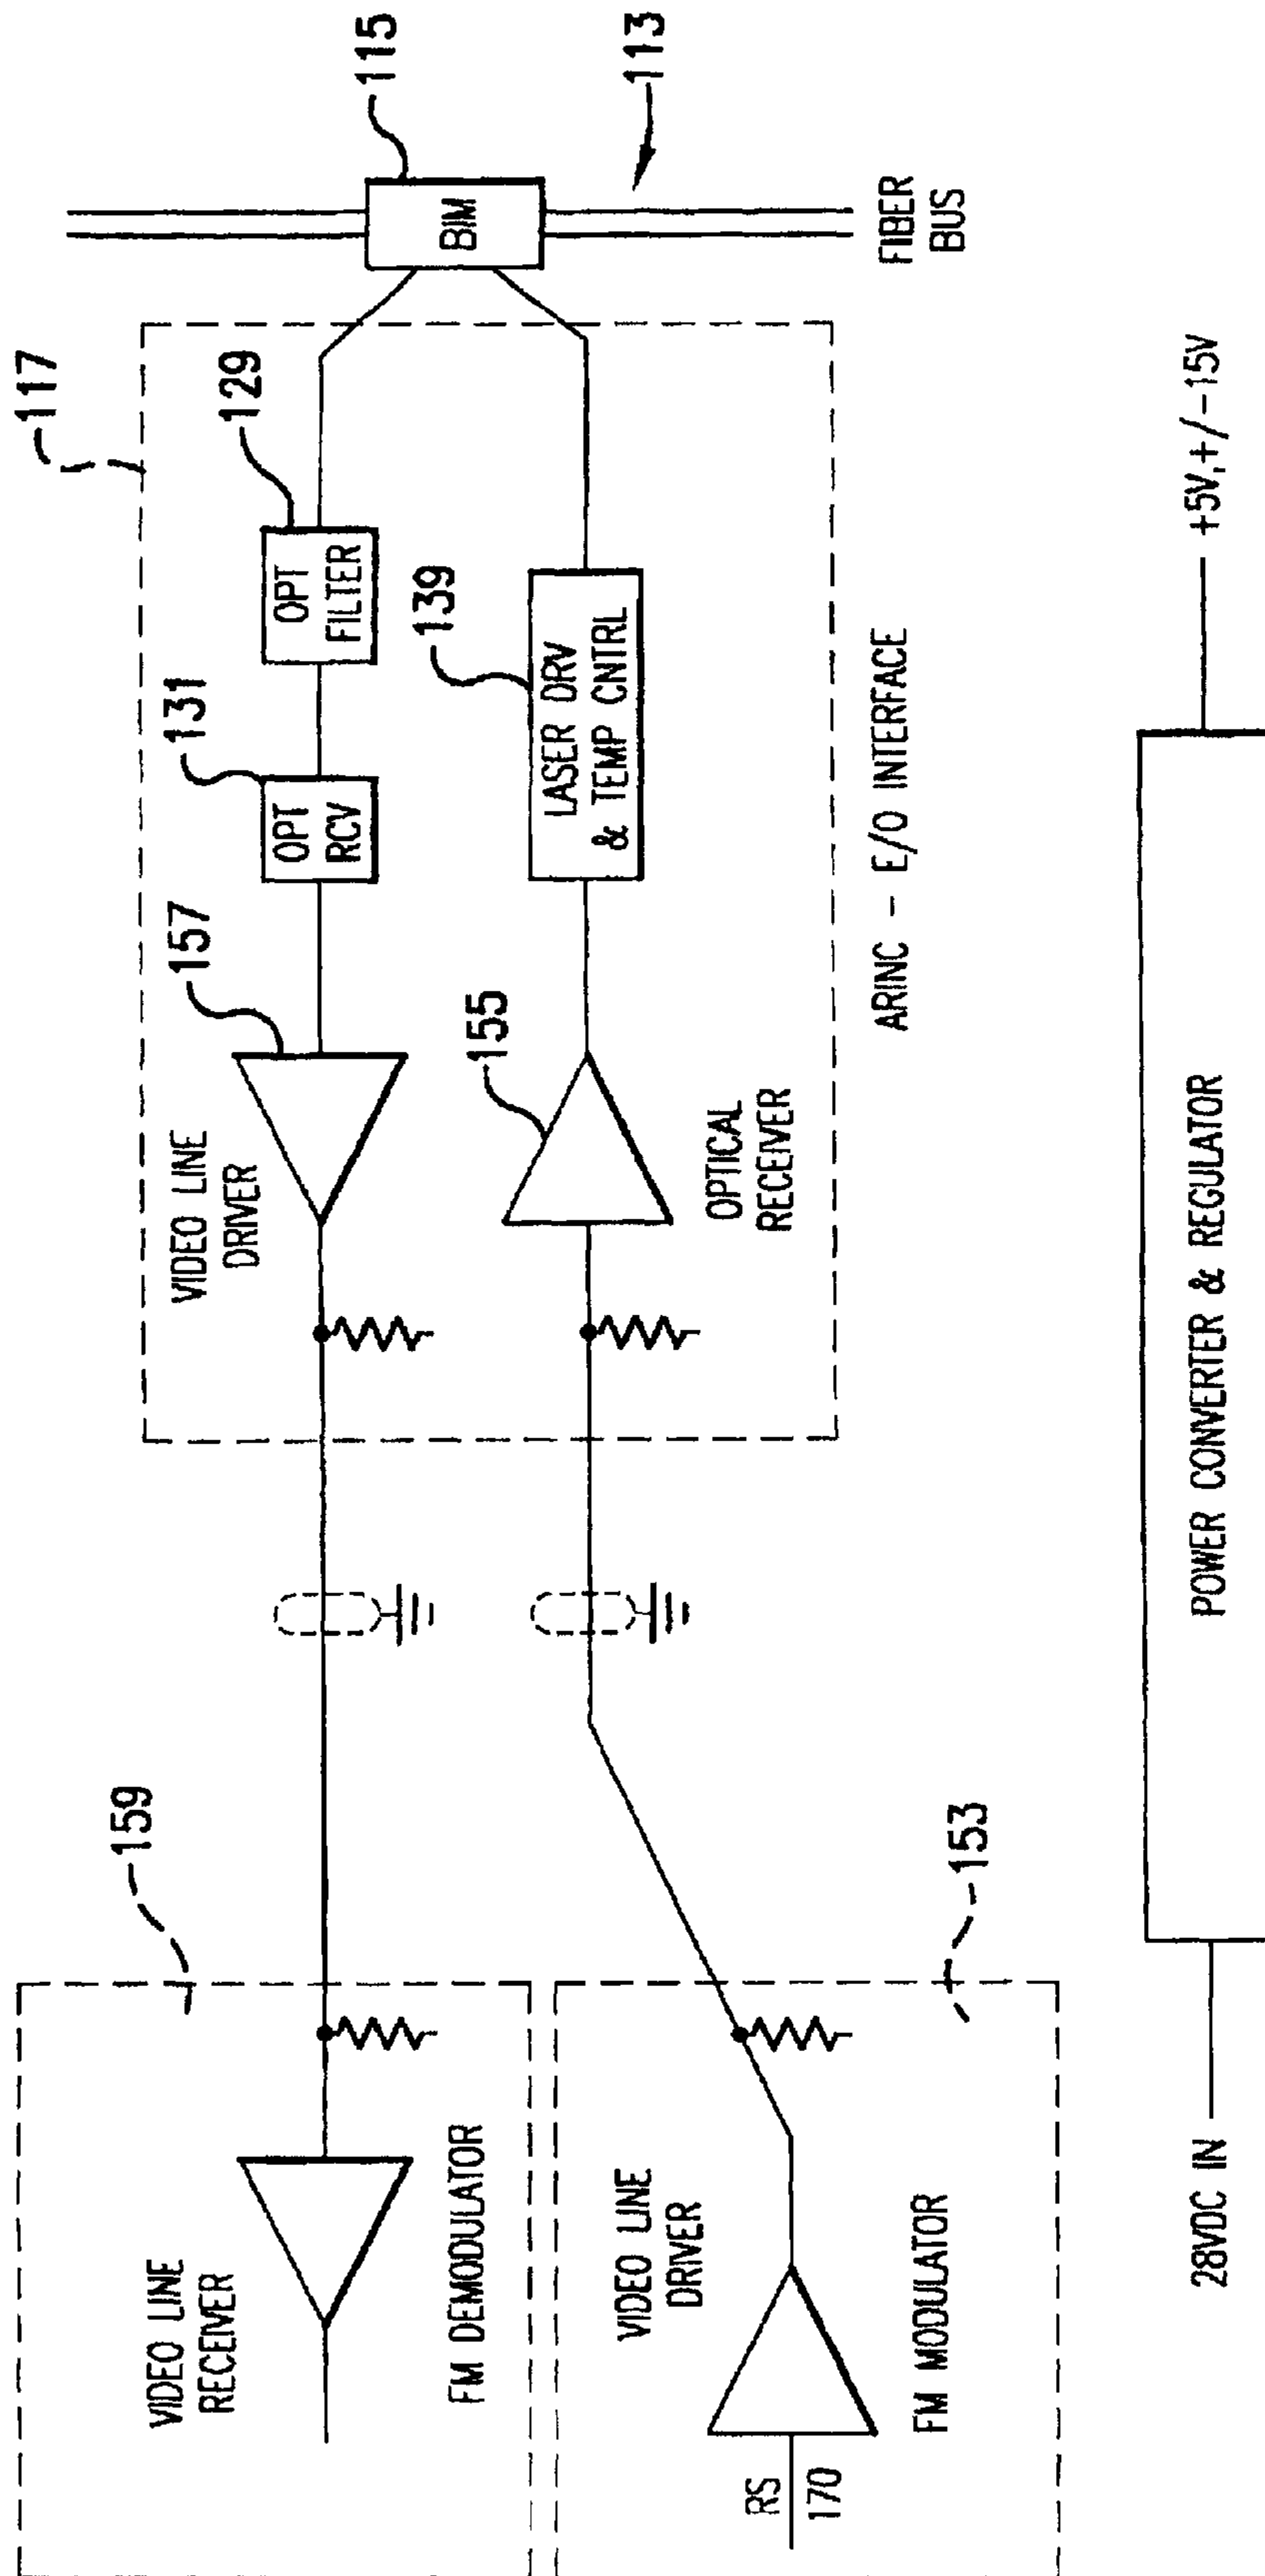 117
129
131
157
VIDEO LINE
DRIVER
OPT
RCV
OPT
FILTER
115
BIM
113
FIBER
BUS
139
LASER DRV
& TEMP CNTRL
155
OPTICAL
RECEIVER
ARINC - E/O INTERFACE
159
VIDEO LINE
RECEIVER
FM DEMODULATOR
153
VIDEO LINE
DRIVER
RS
170
FM MODULATOR
28VDC IN
POWER CONVERTER & REGULATOR
+5V,+/-15V